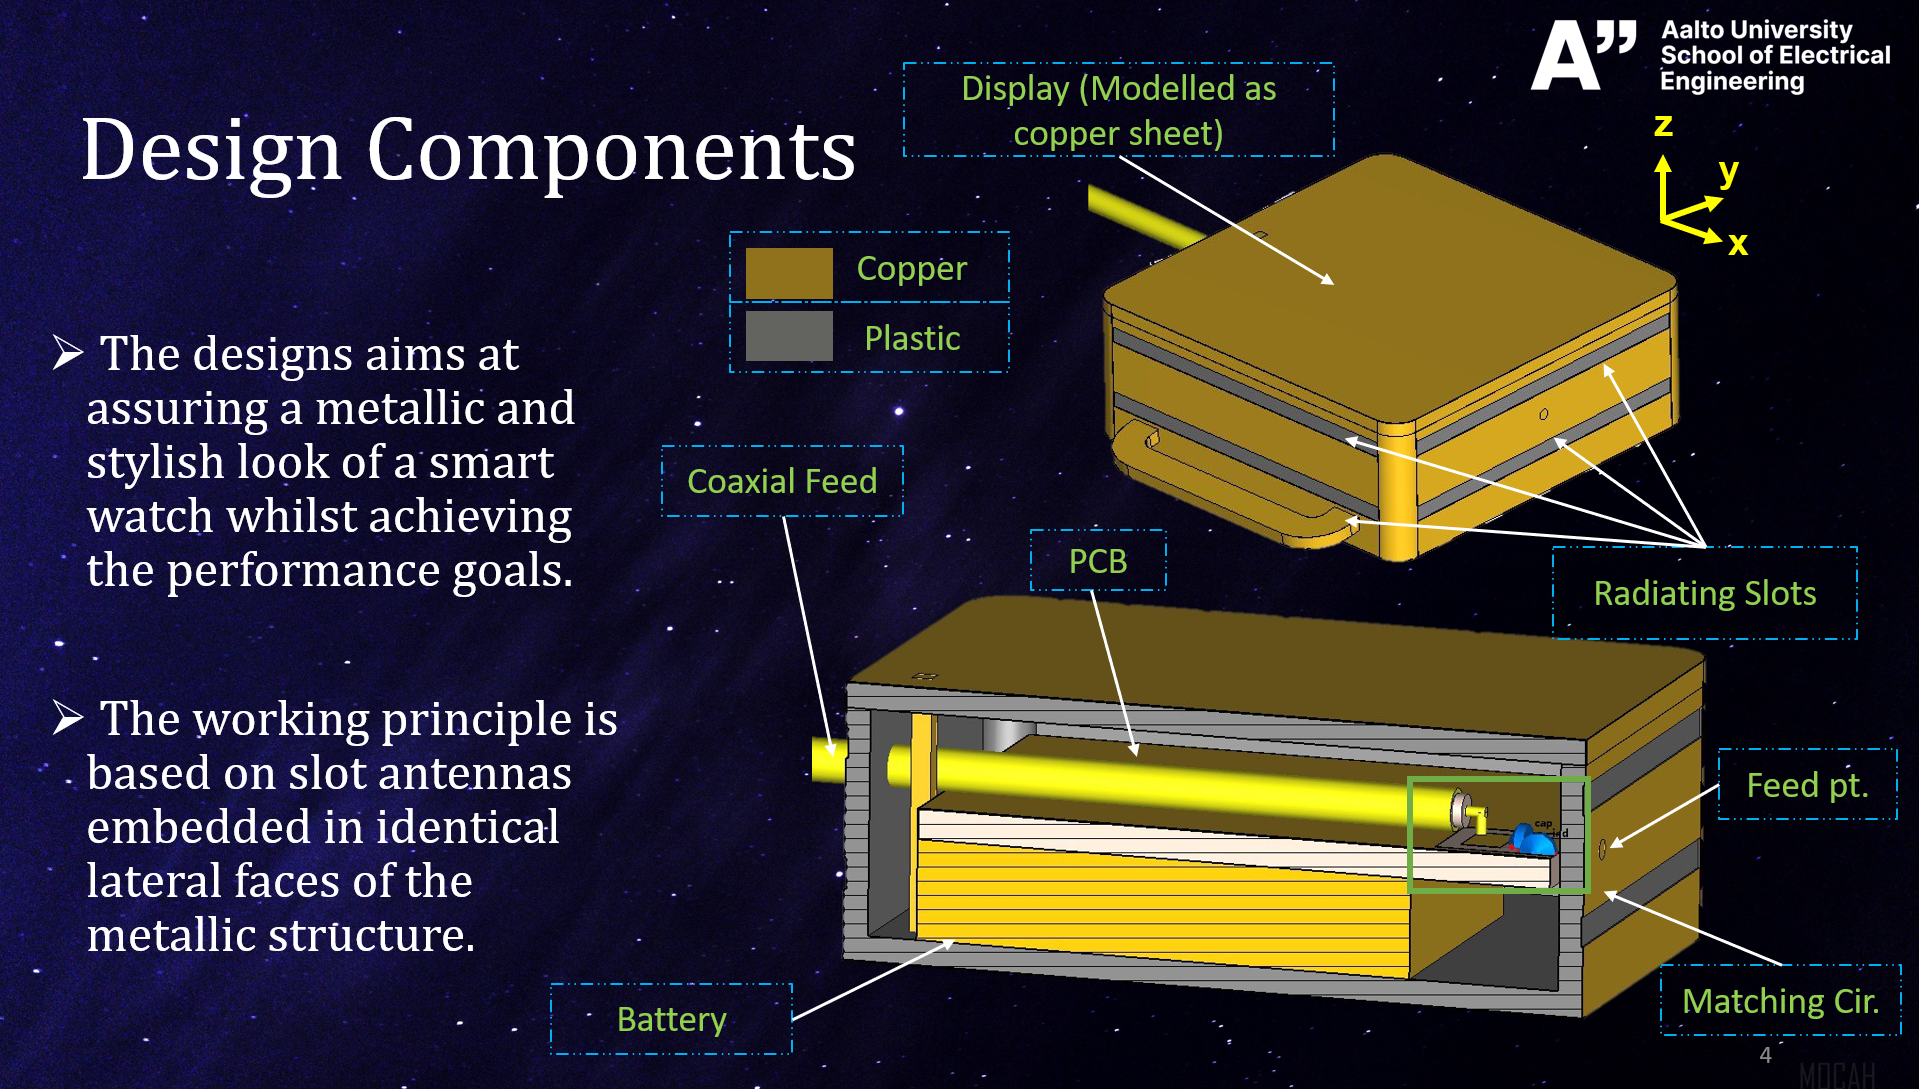 Aalto University
School of Electrical
Engineering
Design Components
Display (Modelled as
copper sheet)
z
y
x
Copper
Plastic
➢ The designs aims at
assuring a metallic and
stylish look of a smart
watch whilst achieving
the performance goals.
Coaxial Feed
PCB
Radiating Slots
➢ The working principle is
based on slot antennas
embedded in identical
lateral faces of the
metallic structure.
Feed pt.
cap
Matching Cir.
Battery
4
MOCAH